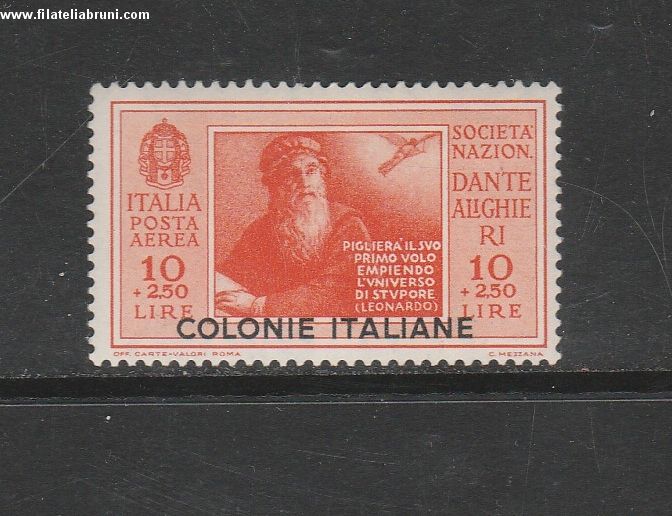 www.filateliabruni.com
ITALIA
POSTA
AEREA
10
+ 2,50
LIRE
PIGLIERA' IL SVO
PRIMO VOLO
EMPIENDO
L'VNIVERSO
DI STVPORE
(LEONARDO)
SOCIETA'
NAZION.
DANTE
ALIGHIE
RI
10
+ 2,50
LIRE
COLONIE ITALIANE
OFF. CARTE-VALORI ROMA
C. MEZZANA